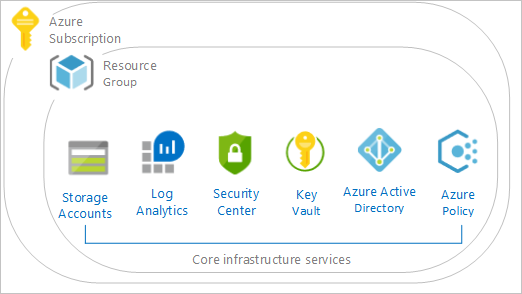 Azure
Subscription
Resource
Group
Storage
Accounts
Log
Analytics
Security
Center
Key
Vault
Azure Active
Directory
Azure
Policy
Core infrastructure services